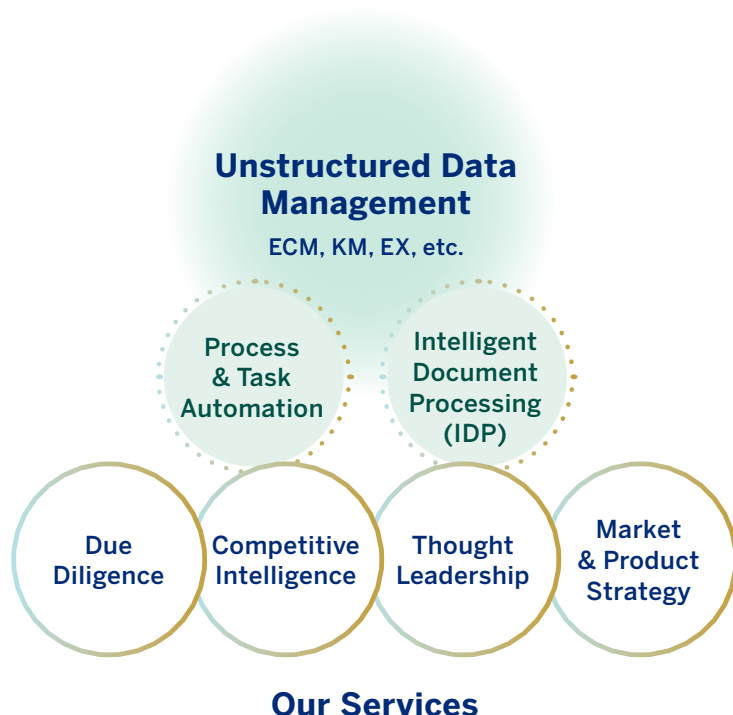 Unstructured Data
Management
ECM, KM, EX, etc.
Process
& Task
Automation
Intelligent
Document
Processing
(IDP)
Due
Diligence
Competitive
Intelligence
Thought
Leadership
Market
& Product
Strategy
Our Services